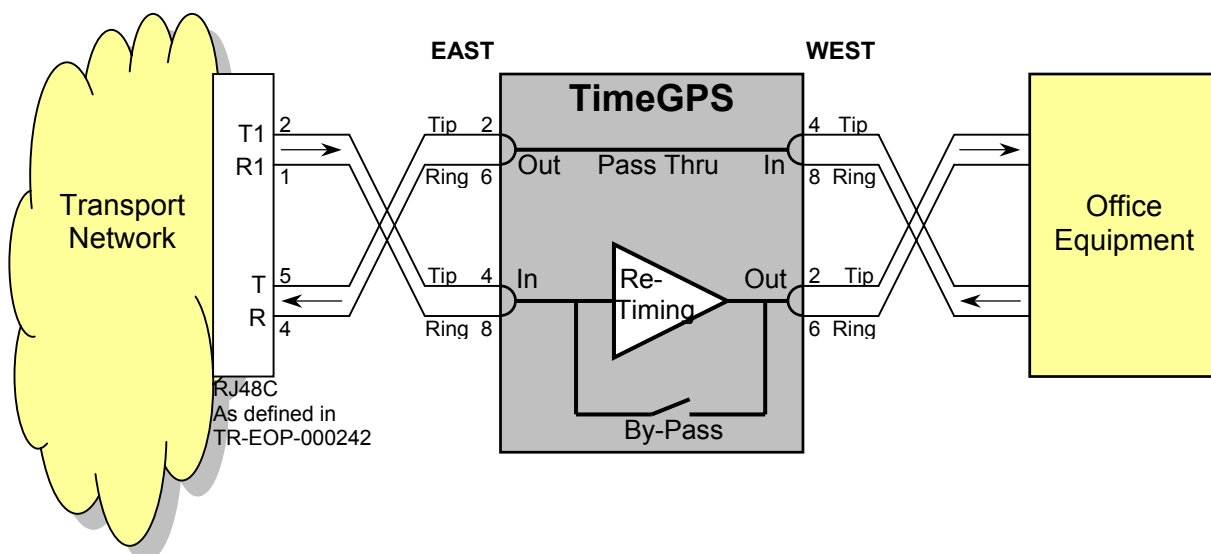 EAST
WEST
TimeGPS
T1
2
R1
1
Tip 2
Ring 6
Out
Pass Thru
In
4 Tip
8 Ring
Transport
Network
Office
Equipment
T
5
R
4
Tip 4
Ring 8
In
Re-
Timing
Out
2 Tip
6 Ring
By-Pass
RJ48C
As defined in
TR-EOP-000242